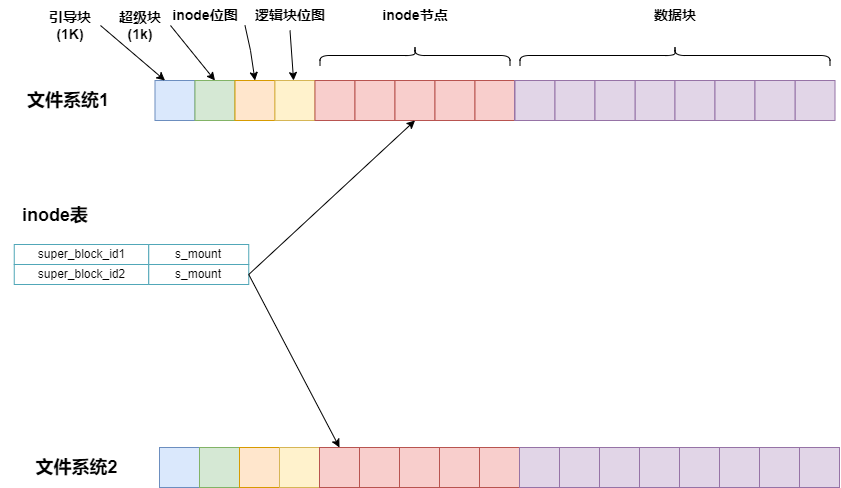 引导块
(1K)
超级块
(1k)
inode位图
逻辑块位图
inode节点
数据块
文件系统1
inode表
super_block_id1 s_mount
super_block_id2 s_mount
文件系统2